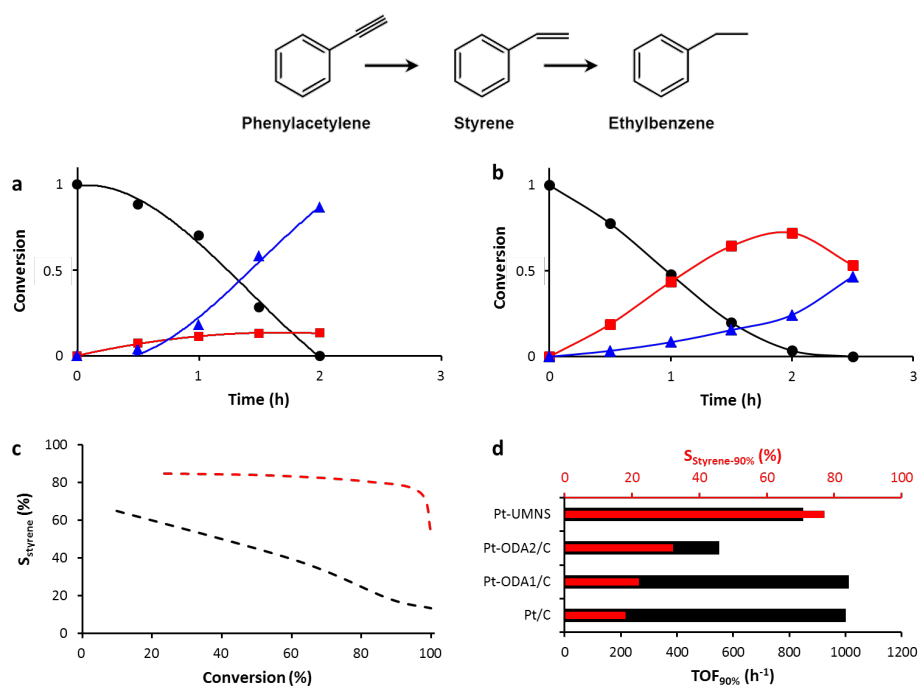 Phenylacetylene Styrene Ethylbenzene
a
1
0.5
0
Conversion
0 1 2 3
Time (h)
b
1
0.5
0
Conversion
0 1 2 3
Time (h)
c
100
80
60
40
20
0
S_styrene (%)
0 20 40 60 80 100
Conversion (%)
d
S_Styrene-90% (%)
0 20 40 60 80 100
Pt-UMNS
Pt-ODA2/C
Pt-ODA1/C
Pt/C
0 200 400 600 800 1000 1200
TOF_90% (h⁻¹)